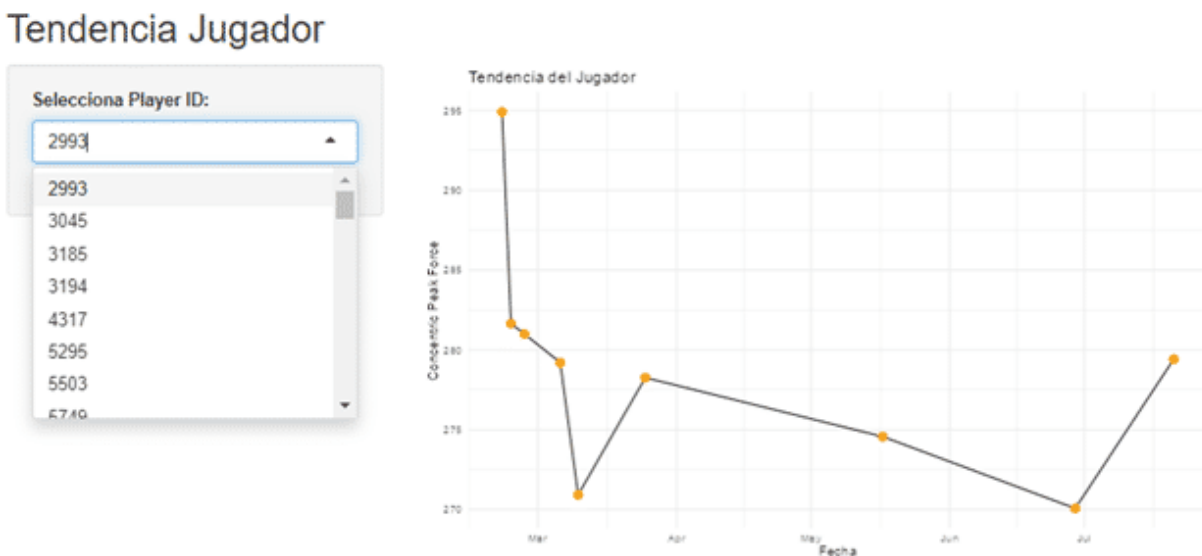 Tendencia Jugador
Selecciona Player ID:
2993
2993
3045
3185
3194
4317
5295
5503
5749
Tendencia del Jugador
Concentric Peak Force
295
290
285
280
275
270
Mar
Apr
May
Jun
Jul
Fecha